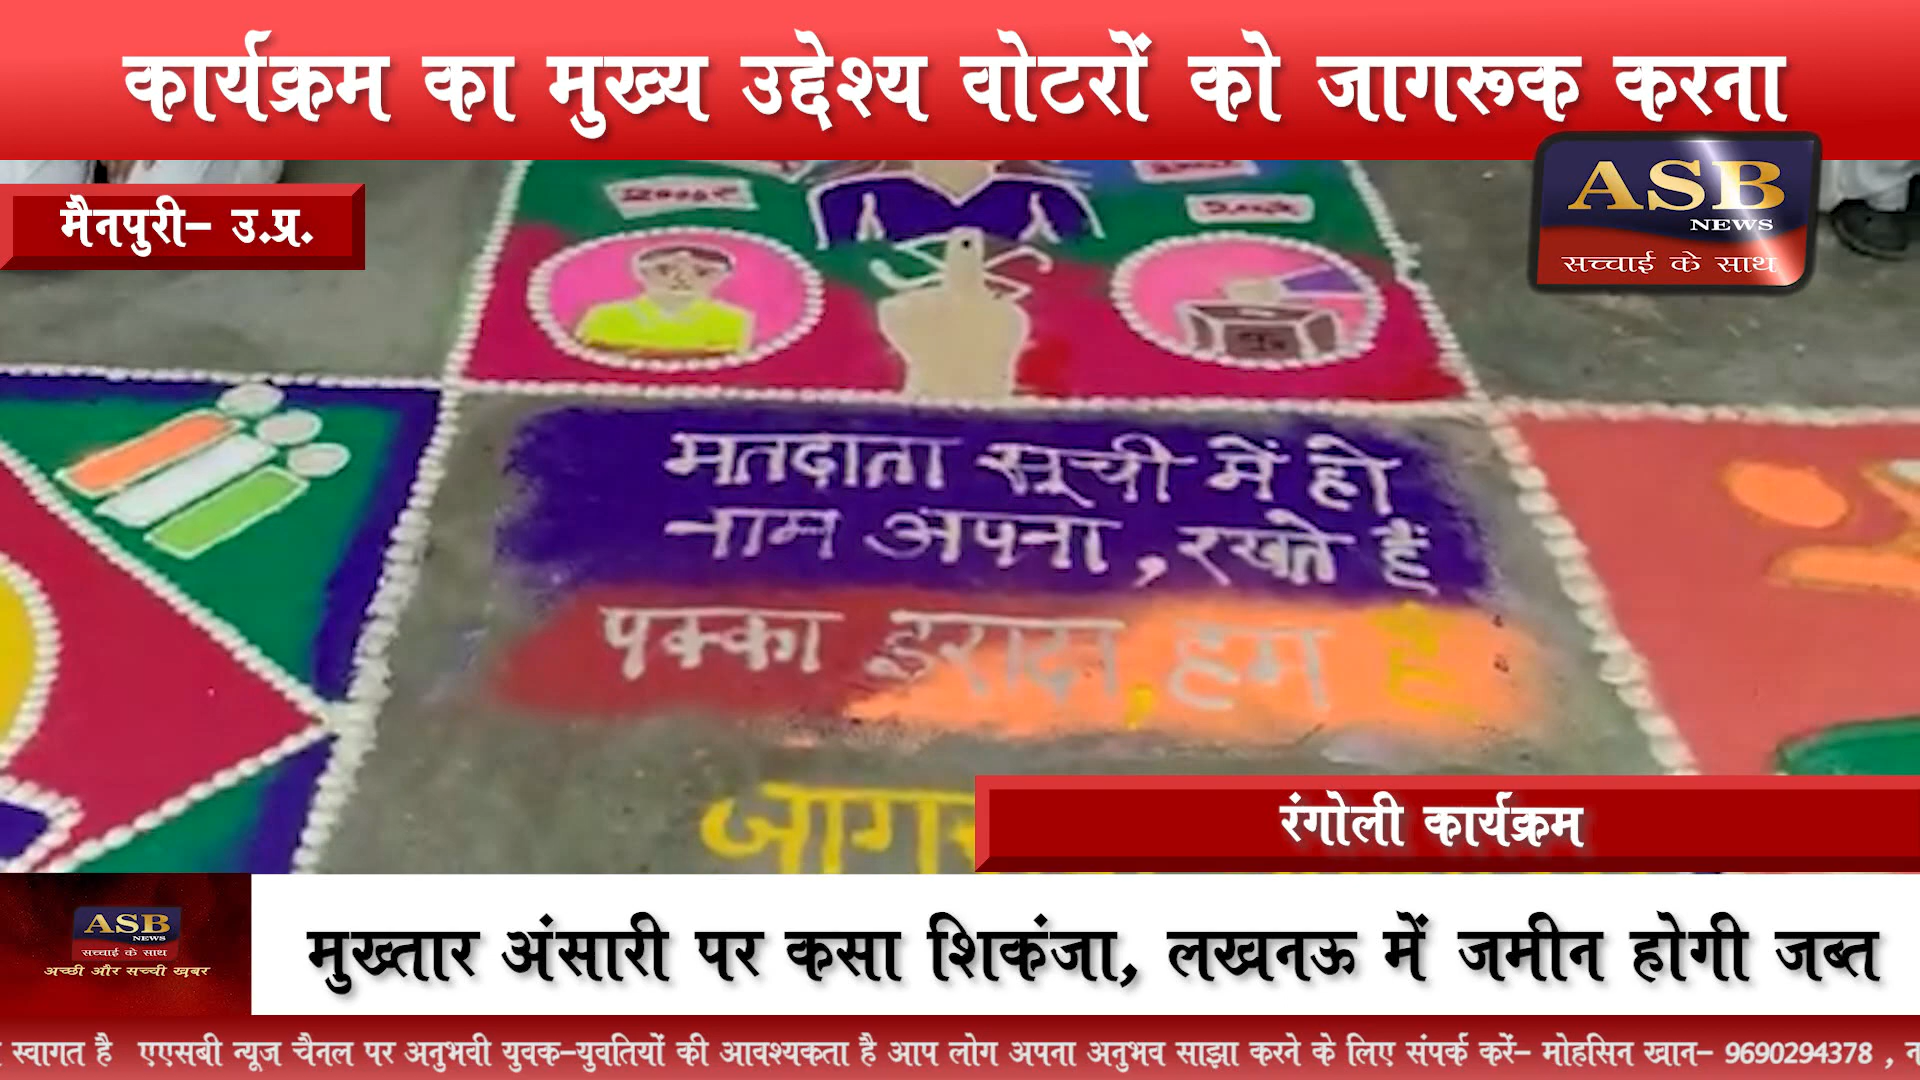 कार्यक्रम का मुख्य उद्देश्य वोटरों को जागरूक करना
मैनपुरी- उ.प्र.
ASB
NEWS
सच्चाई के साथ
मतदाता सूची में हो
नाम अपना, रखते हैं
पक्का इरादा, हम है
जागर
रंगोली कार्यक्रम
ASB
NEWS
सच्चाई के साथ
अच्छी और सच्ची खबर
मुख्तार अंसारी पर कसा शिकंजा, लखनऊ में जमीन होगी जब्त
स्वागत है एएसबी न्यूज चैनल पर अनुभवी युवक-युवतियों की आवश्यकता है आप लोग अपना अनुभव साझा करने के लिए संपर्क करें- मोहसिन खान- 9690294378 , न